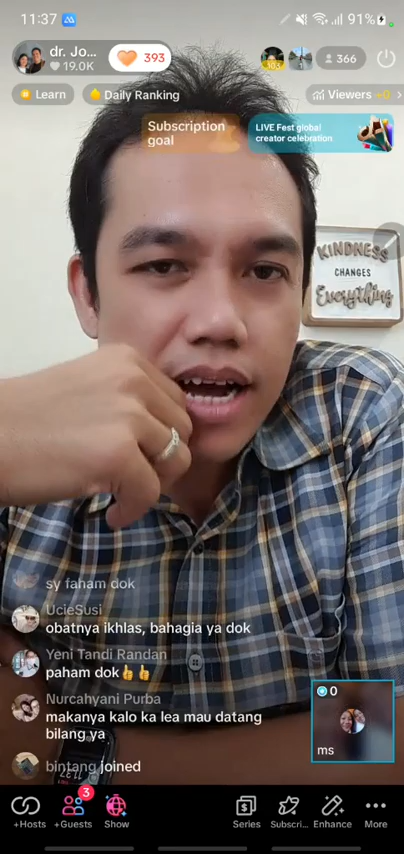 11:37
91%
dr. Jo...
19.0K
393
103
366
Learn
Daily Ranking
Viewers +0
Subscription
goal
LIVE Fest global
creator celebration
KINDNESS
CHANGES
Everything
sy faham dok
UcieSusi
obatnya ikhlas, bahagia ya dok
Yeni Tandi Randan
paham dok👍👍
Nurcahyani Purba
makanya kalo ka lea mau datang
bilang ya
bintang joined
0
ms
11:37
3
+Hosts
+Guests
Show
Series
Subscri...
Enhance
More